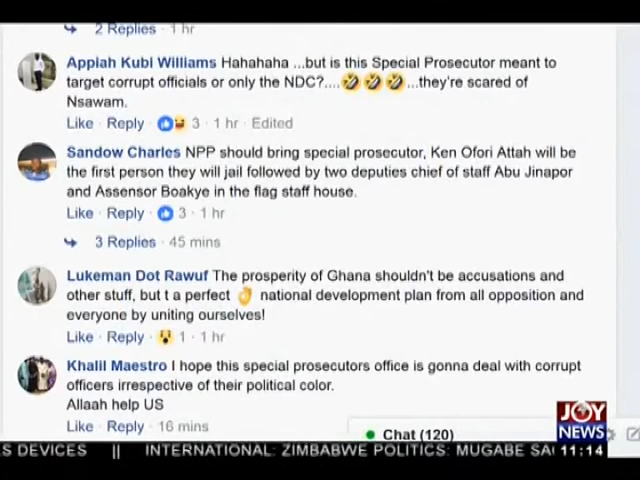 2 Replies · 1 hr
Appiah Kubi Williams Hahahaha ...but is this Special Prosecutor meant to
target corrupt officials or only the NDC?....🤣🤣🤣...they're scared of
Nsawam.
Like · Reply · 3 · 1 hr · Edited
Sandow Charles NPP should bring special prosecutor, Ken Ofori Attah will be
the first person they will jail followed by two deputies chief of staff Abu Jinapor
and Assensor Boakye in the flag staff house.
Like · Reply · 3 · 1 hr
3 Replies · 45 mins
Lukeman Dot Rawuf The prosperity of Ghana shouldn't be accusations and
other stuff, but t a perfect 👌 national development plan from all opposition and
everyone by uniting ourselves!
Like · Reply · 1 · 1 hr
Khalil Maestro I hope this special prosecutors office is gonna deal with corrupt
officers irrespective of their political color.
Allaah help US
Like · Reply · 16 mins
Chat (120)
JOY
NEWS
S DEVICES || INTERNATIONAL: ZIMBABWE POLITICS: MUGABE SA
11:14